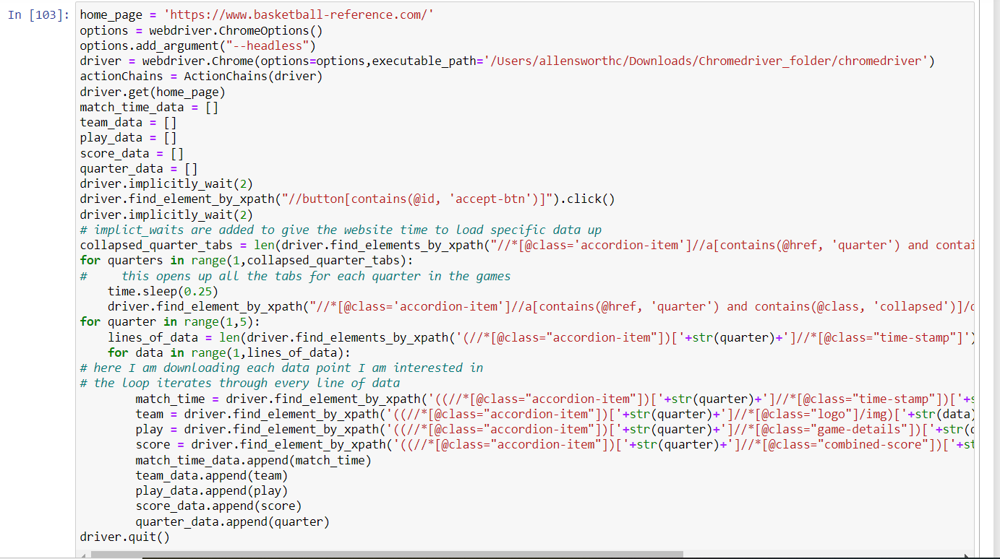 In [103]: home_page = 'https://www.basketball-reference.com/'
options = webdriver.ChromeOptions()
options.add_argument("--headless")
driver = webdriver.Chrome(options=options,executable_path='/Users/allensworthc/Downloads/Chromedriver_folder/chromedriver')
actionChains = ActionChains(driver)
driver.get(home_page)
match_time_data = []
team_data = []
play_data = []
score_data = []
quarter_data = []
driver.implicitly_wait(2)
driver.find_element_by_xpath("//button[contains(@id, 'accept-btn')]").click()
driver.implicitly_wait(2)
# implict_waits are added to give the website time to load specific data up
collapsed_quarter_tabs = len(driver.find_elements_by_xpath("//*[@class='accordion-item']//a[contains(@href, 'quarter') and contai
for quarters in range(1,collapsed_quarter_tabs):
#     this opens up all the tabs for each quarter in the games
    time.sleep(0.25)
    driver.find_element_by_xpath("//*[@class='accordion-item']//a[contains(@href, 'quarter') and contains(@class, 'collapsed')]/
for quarter in range(1,5):
    lines_of_data = len(driver.find_elements_by_xpath('(//*[@class="accordion-item"])['+str(quarter)+']//*[@class="time-stamp"]')
    for data in range(1,lines_of_data):
# here I am downloading each data point I am interested in
# the loop iterates through every line of data
        match_time = driver.find_element_by_xpath('((//*[@class="accordion-item"])['+str(quarter)+']//*[@class="time-stamp"])['+s
        team = driver.find_element_by_xpath('((//*[@class="accordion-item"])['+str(quarter)+']//*[@class="logo"]/img)['+str(data)
        play = driver.find_element_by_xpath('((//*[@class="accordion-item"])['+str(quarter)+']//*[@class="game-details"])['+str(
        score = driver.find_element_by_xpath('((//*[@class="accordion-item"])['+str(quarter)+']//*[@class="combined-score"])['+st
        match_time_data.append(match_time)
        team_data.append(team)
        play_data.append(play)
        score_data.append(score)
        quarter_data.append(quarter)
driver.quit()